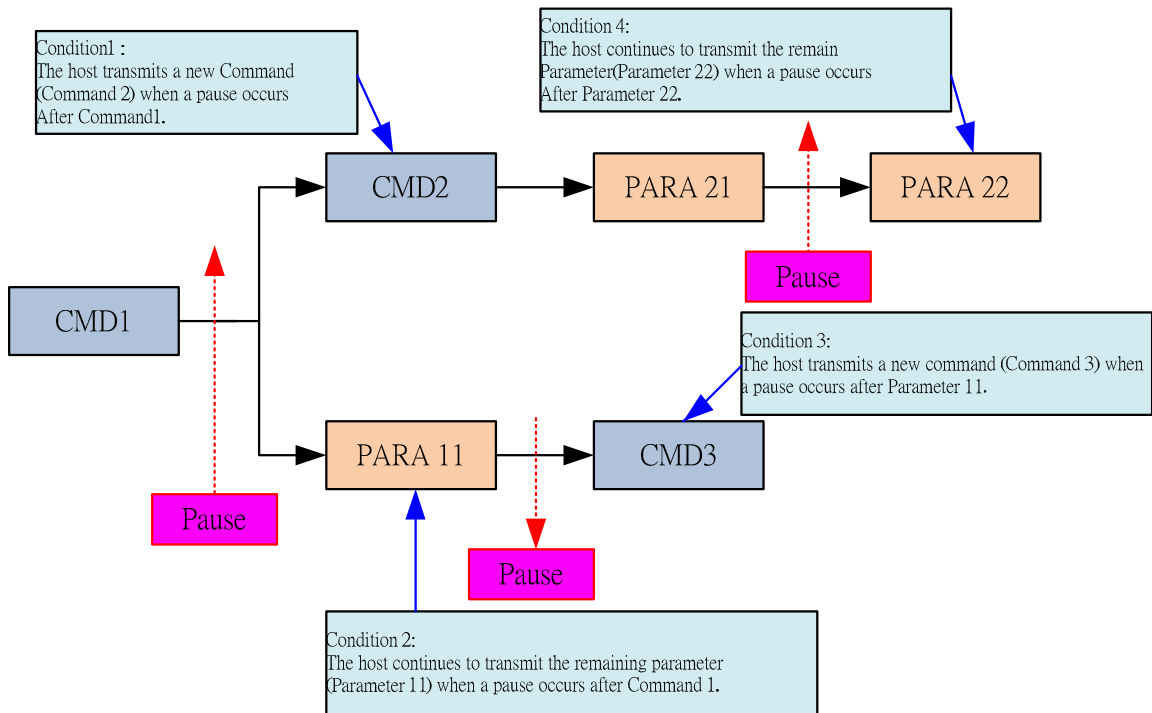 Condition1 :
The host transmits a new Command
(Command 2) when a pause occurs
After Command1.
Condition 4:
The host continues to transmit the remain
Parameter(Parameter 22) when a pause occurs
After Parameter 22.
CMD2
PARA 21
PARA 22
Pause
CMD1
Condition 3:
The host transmits a new command (Command 3) when
a pause occurs after Parameter 11.
PARA 11
CMD3
Pause
Pause
Condition 2:
The host continues to transmit the remaining parameter
(Parameter 11) when a pause occurs after Command 1.